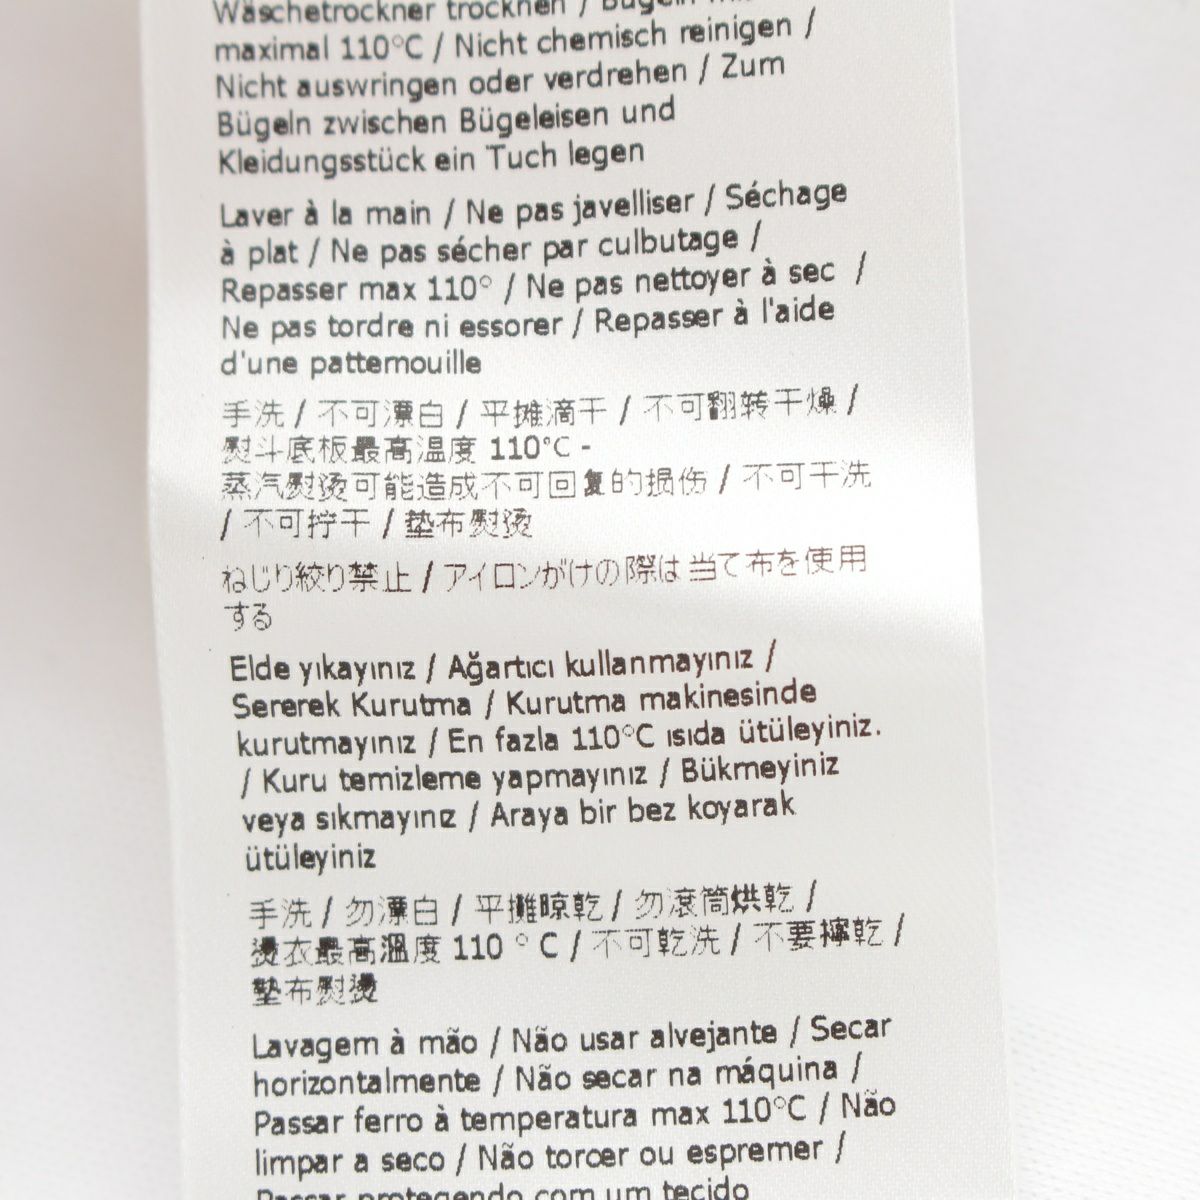 Wäschetrockner trocknen / Bügeln mit
maximal 110°C / Nicht chemisch reinigen /
Nicht auswringen oder verdrehen / Zum
Bügeln zwischen Bügeleisen und
Kleidungsstück ein Tuch legen
Laver à la main / Ne pas javelliser / Séchage
à plat / Ne pas sécher par culbutage /
Repasser max 110° / Ne pas nettoyer à sec /
Ne pas tordre ni essorer / Repasser à l'aide
d'une pattemouille
手洗 / 不可漂白 / 平摊滴干 / 不可翻转干燥 /
熨斗底板最高温度 110°C -
蒸汽熨烫可能造成不可回复的损伤 / 不可干洗
/ 不可拧干 / 垫布熨烫
ねじり絞り禁止 / アイロンがけの際は当て布を使用
する
Elde yıkayınız / Ağartıcı kullanmayınız /
Sererek Kurutma / Kurutma makinesinde
kurutmayınız / En fazla 110°C ısıda ütüleyiniz.
/ Kuru temizleme yapmayınız / Bükmeyiniz
veya sıkmayınız / Araya bir bez koyarak
ütüleyiniz
手洗 / 勿漂白 / 平攤晾乾 / 勿滾筒烘乾 /
燙衣最高溫度 110 ° C / 不可乾洗 / 不要擰乾 /
墊布熨燙
Lavagem à mão / Não usar alvejante / Secar
horizontalmente / Não secar na máquina /
Passar ferro à temperatura max 110°C / Não
limpar a seco / Não torcer ou espremer /
Passar protegendo com um tecido